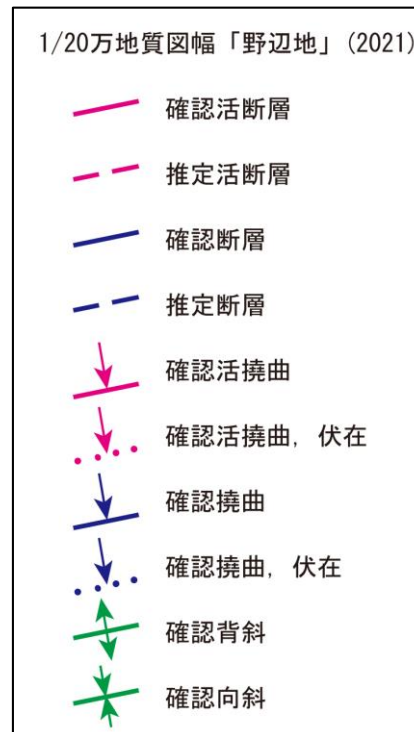 1/20万地質図幅「野辺地」(2021)
確認活断層
推定活断層
確認断層
推定断層
確認活撓曲
確認活撓曲，伏在
確認撓曲
確認撓曲，伏在
確認背斜
確認向斜